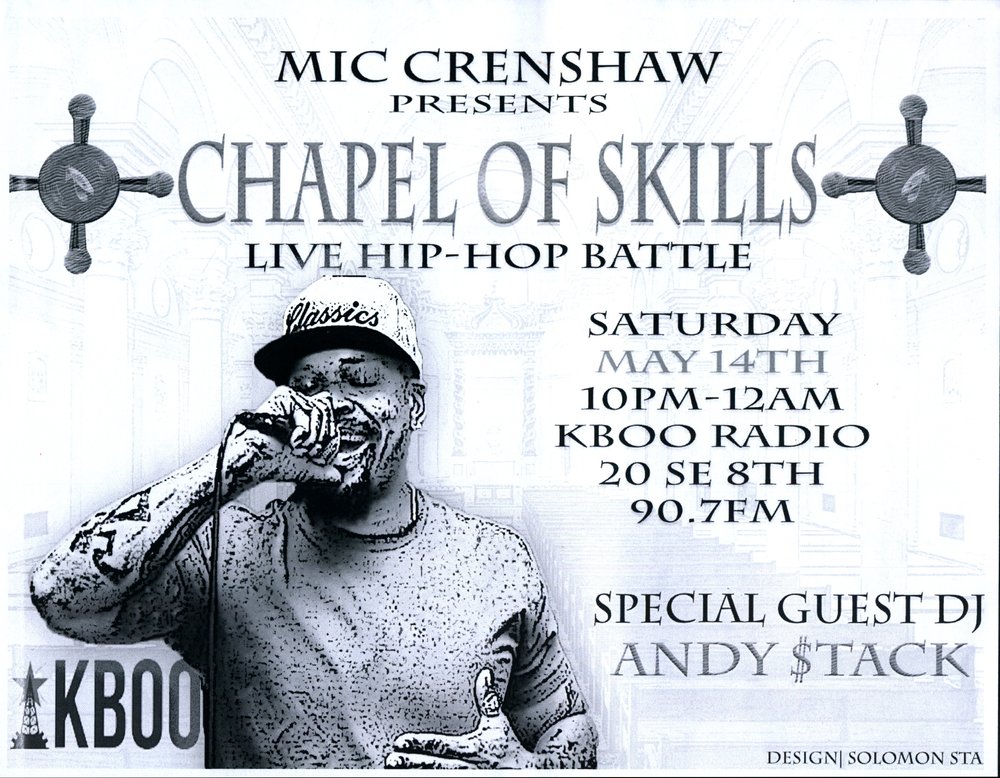 MIC CRENSHAW
PRESENTS
CHAPEL OF SKILLS
LIVE HIP-HOP BATTLE
Classics
SATURDAY
MAY 14TH
10PM-12AM
KBOO RADIO
20 SE 8TH
90.7FM
SPECIAL GUEST DJ
ANDY $TACK
KBOO
DESIGN| SOLOMON STA